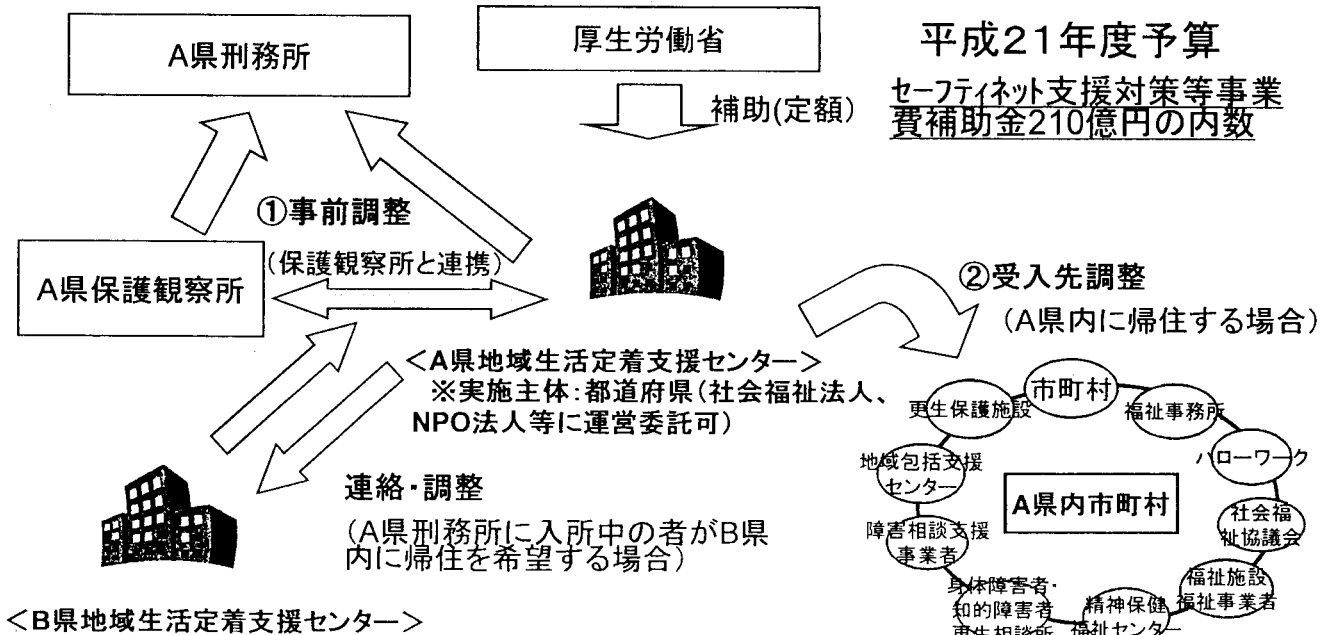 A県刑務所
厚生労働省
平成21年度予算
セーフティネット支援対策等事業
費補助金210億円の内数
補助(定額)
①事前調整
(保護観察所と連携)
A県保護観察所
②受入先調整
(A県内に帰住する場合)
<A県地域生活定着支援センター>
※実施主体:都道府県(社会福祉法人、
NPO法人等に運営委託可)
連絡・調整
(A県刑務所に入所中の者がB県
内に帰住を希望する場合)
<B県地域生活定着支援センター>
市町村
更生保護施設
福祉事務所
地域包括支援
センター
ハローワーク
A県内市町村
社会福
祉協議会
障害相談支援
事業者
福祉施設
福祉事業者
身体障害者・
知的障害者
更生相談所
精神保健
福祉センター